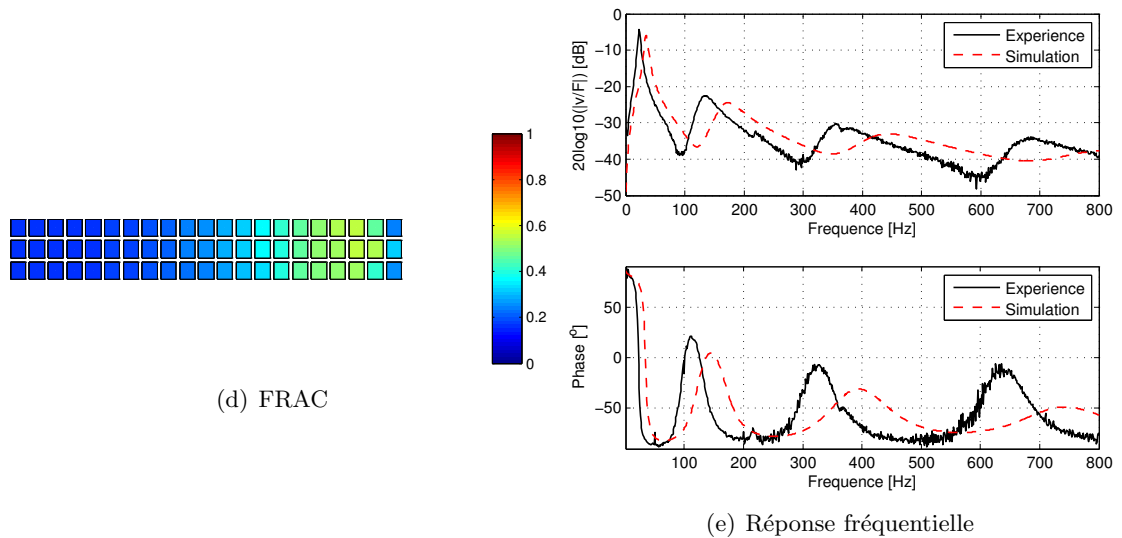 1
0.8
0.6
0.4
0.2
0
(d) FRAC
0
−10
−20
−30
−40
−50
20log10(|v/F|) [dB]
Experience
Simulation
0 100 200 300 400 500 600 700 800
Frequence [Hz]
50
0
−50
Phase [º]
Experience
Simulation
100 200 300 400 500 600 700 800
Frequence [Hz]
(e) Réponse fréquentielle